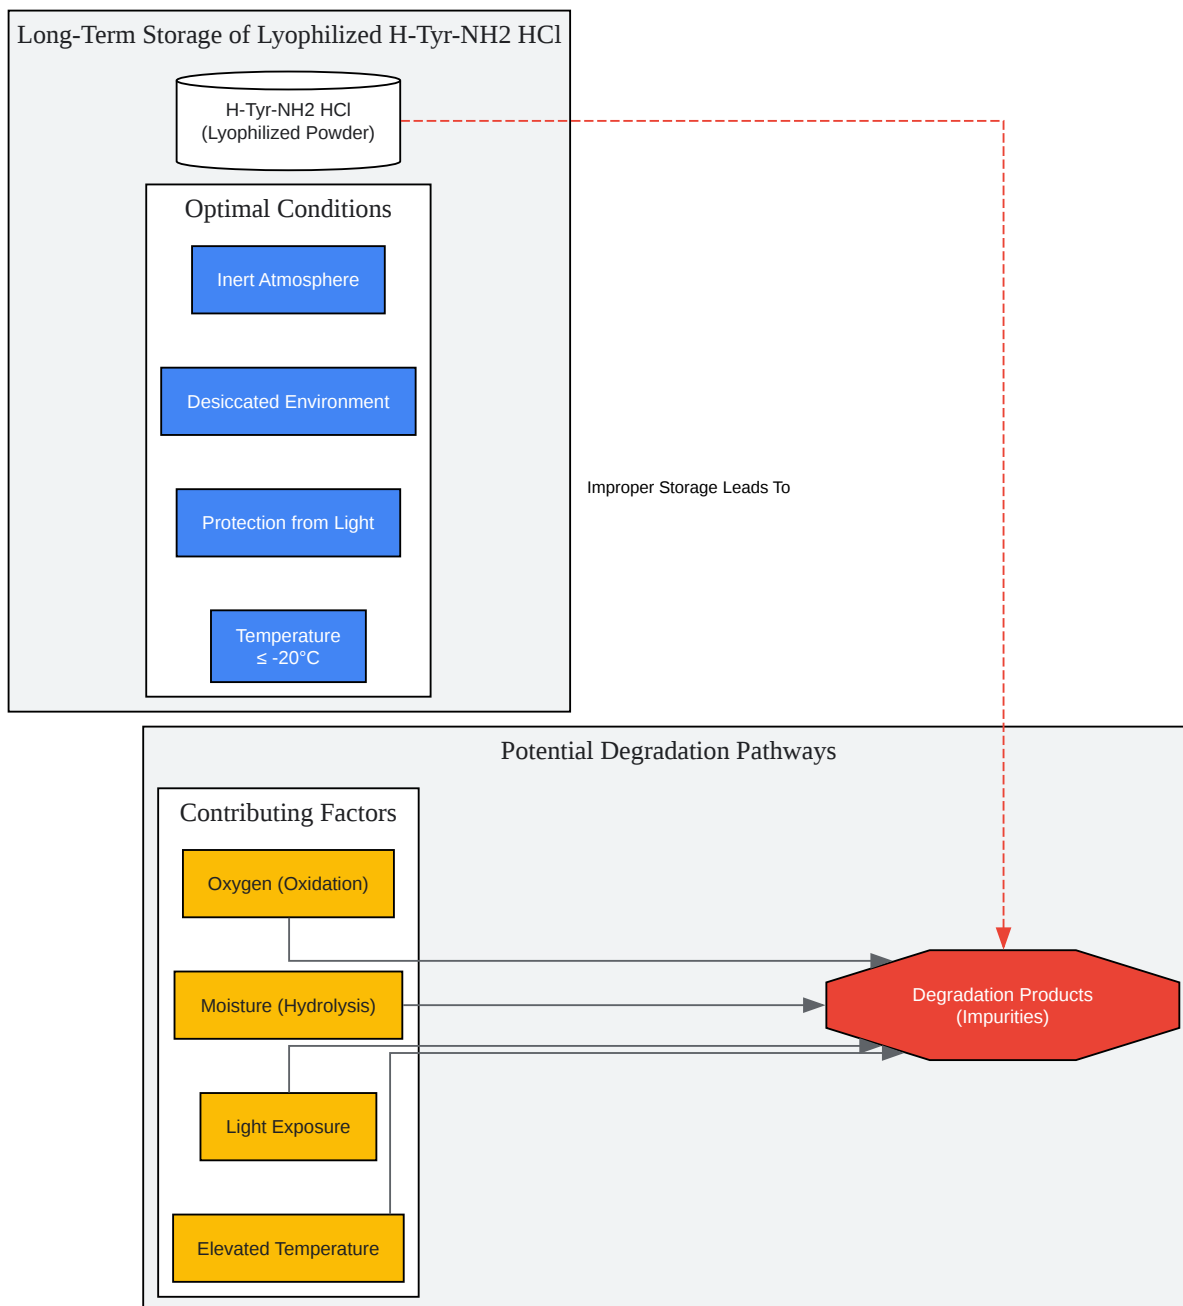 Long-Term Storage of Lyophilized H-Tyr-NH2 HCl
H-Tyr-NH2 HCl
(Lyophilized Powder)
Optimal Conditions
Inert Atmosphere
Desiccated Environment
Protection from Light
Temperature
≤ -20°C
Improper Storage Leads To
Potential Degradation Pathways
Contributing Factors
Oxygen (Oxidation)
Moisture (Hydrolysis)
Light Exposure
Elevated Temperature
Degradation Products
(Impurities)